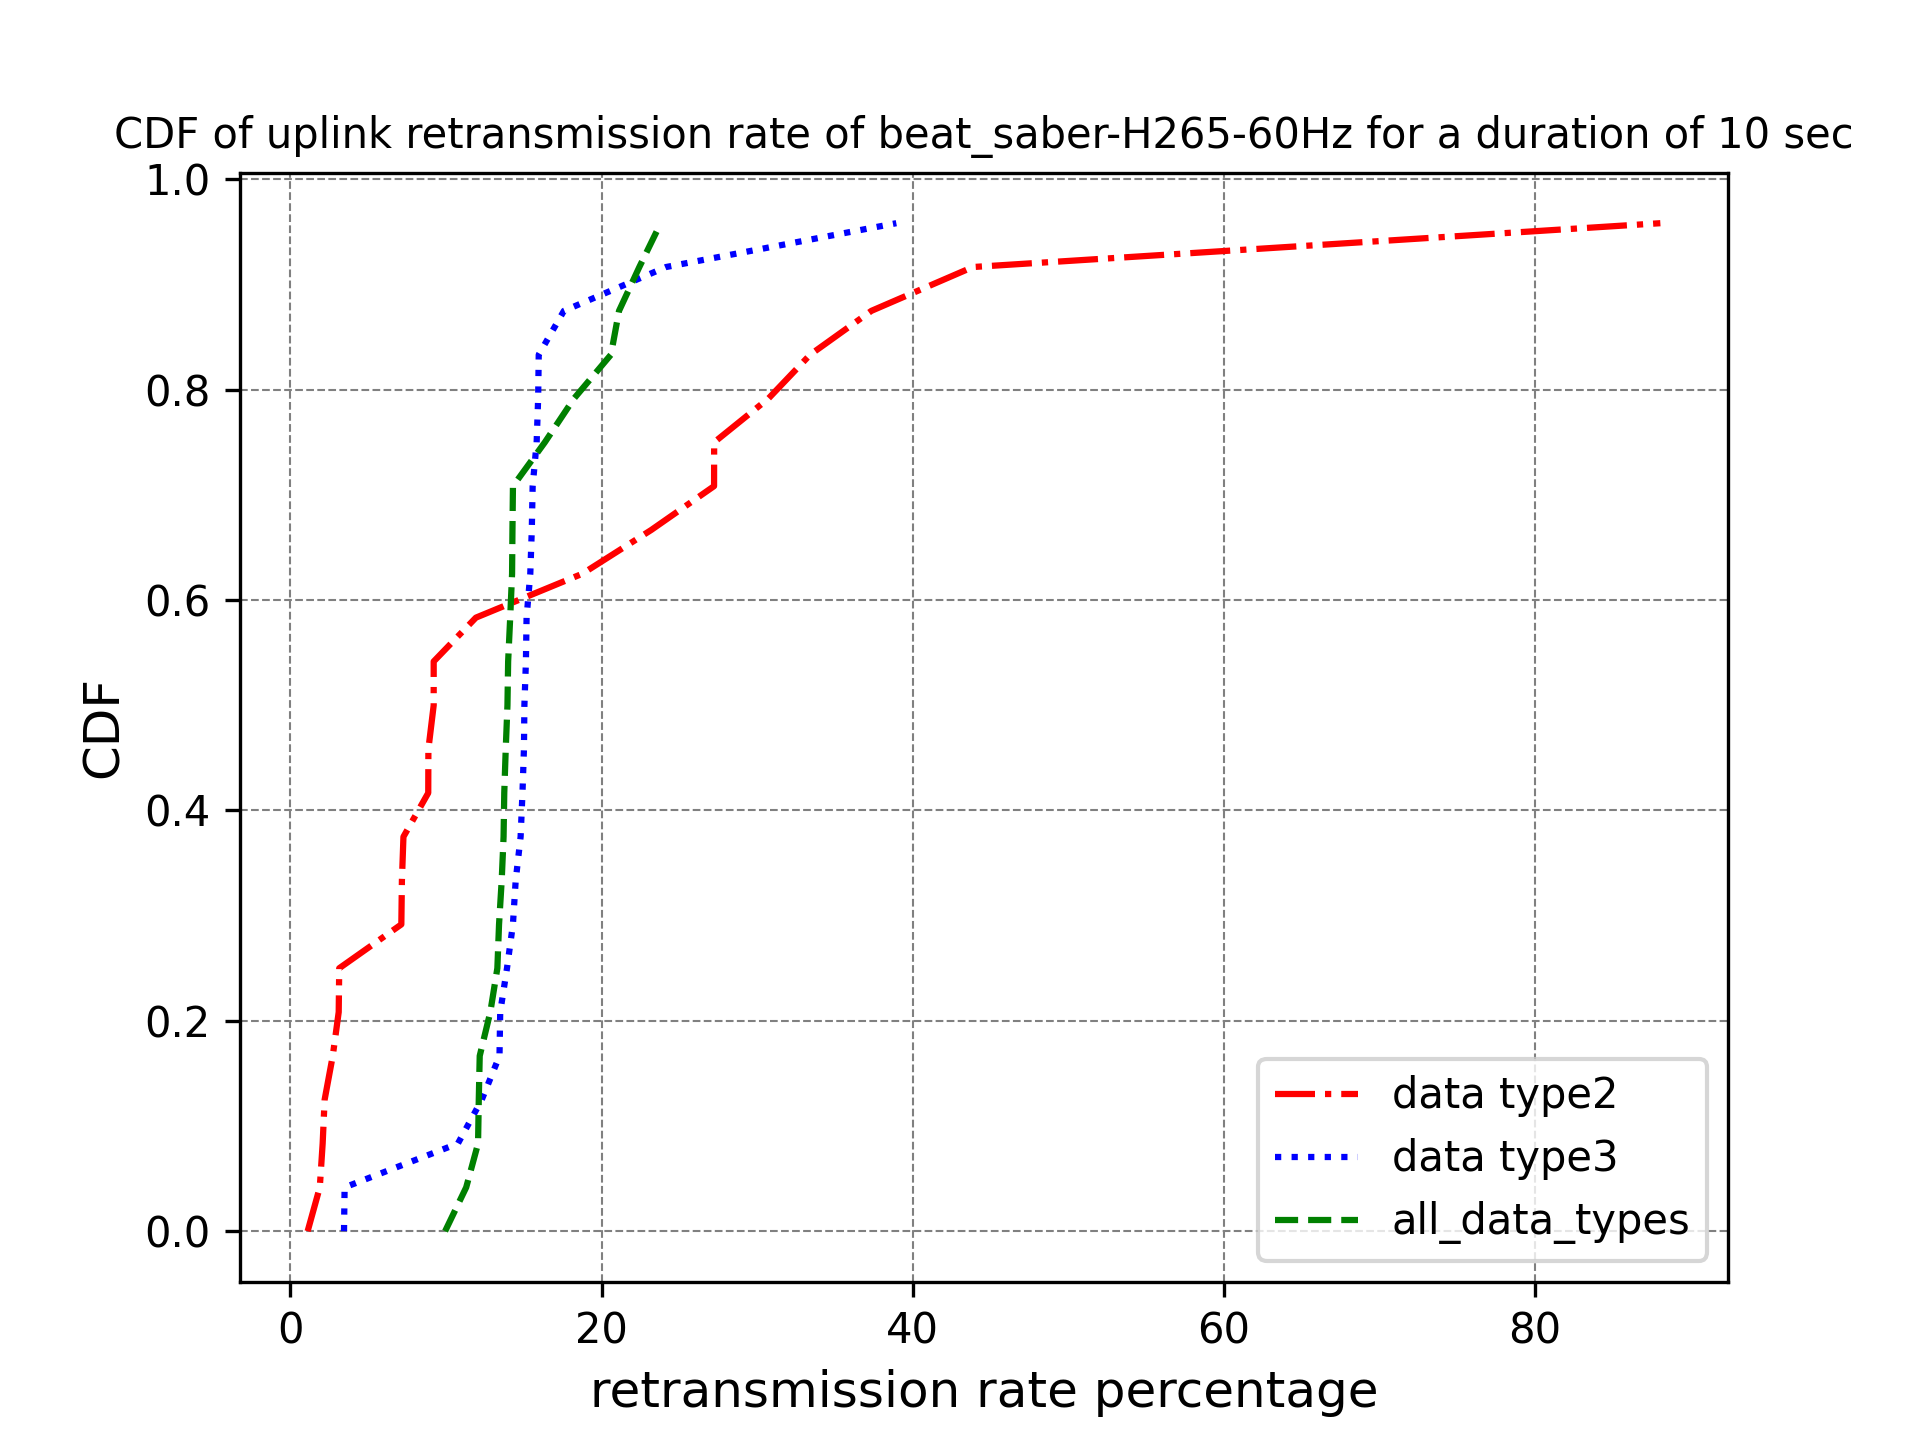 CDF of uplink retransmission rate of beat_saber-H265-60Hz for a duration of 10 sec
1.0
0.8
0.6
0.4
0.2
0.0
CDF
data type2
data type3
all_data_types
0 20 40 60 80
retransmission rate percentage